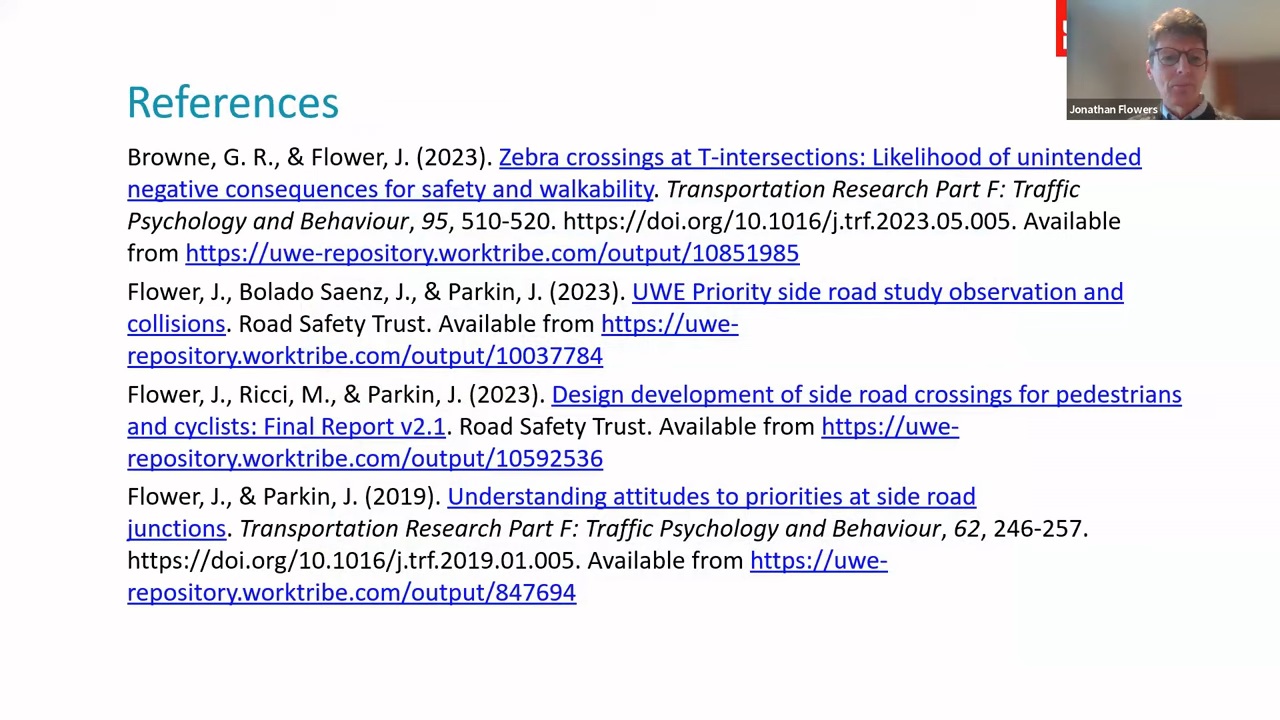 Jonathan Flowers
References
Browne, G. R., & Flower, J. (2023). Zebra crossings at T-intersections: Likelihood of unintended
negative consequences for safety and walkability. Transportation Research Part F: Traffic
Psychology and Behaviour, 95, 510-520. https://doi.org/10.1016/j.trf.2023.05.005. Available
from https://uwe-repository.worktribe.com/output/10851985
Flower, J., Bolado Saenz, J., & Parkin, J. (2023). UWE Priority side road study observation and
collisions. Road Safety Trust. Available from https://uwe-
repository.worktribe.com/output/10037784
Flower, J., Ricci, M., & Parkin, J. (2023). Design development of side road crossings for pedestrians
and cyclists: Final Report v2.1. Road Safety Trust. Available from https://uwe-
repository.worktribe.com/output/10592536
Flower, J., & Parkin, J. (2019). Understanding attitudes to priorities at side road
junctions. Transportation Research Part F: Traffic Psychology and Behaviour, 62, 246-257.
https://doi.org/10.1016/j.trf.2019.01.005. Available from https://uwe-
repository.worktribe.com/output/847694